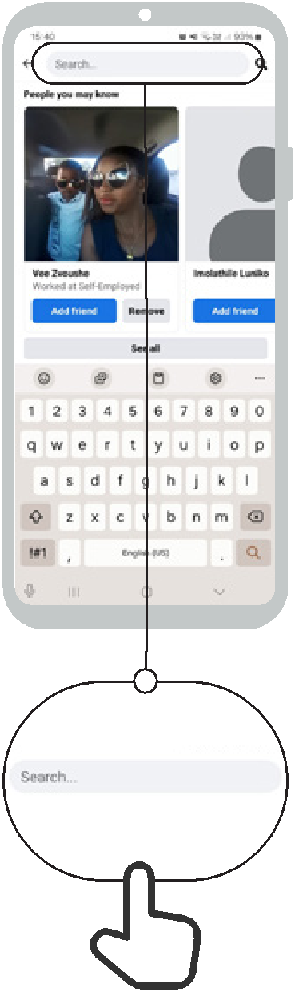 15:40 93%
Search...
People you may know
Vee Zvoushe Imolathile Luniko
Worked at Self-Employed
Add friend Remove Add friend
See all
1 2 3 4 5 6 7 8 9 0
q w e r t y u i o p
a s d f g h j k l
z x c v b n m
!#1 , English (US) .
Search...